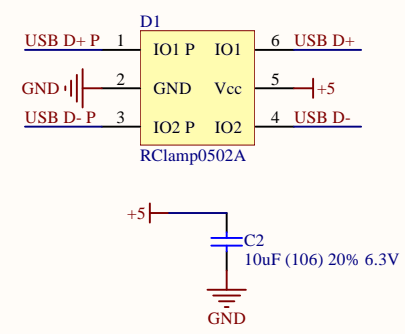 D1
USB D+ P 1 IO1 P IO1 6 USB D+
GND 2 GND Vcc 5 +5
USB D- P 3 IO2 P IO2 4 USB D-
RClamp0502A
+5
C2
10uF (106) 20% 6.3V
GND